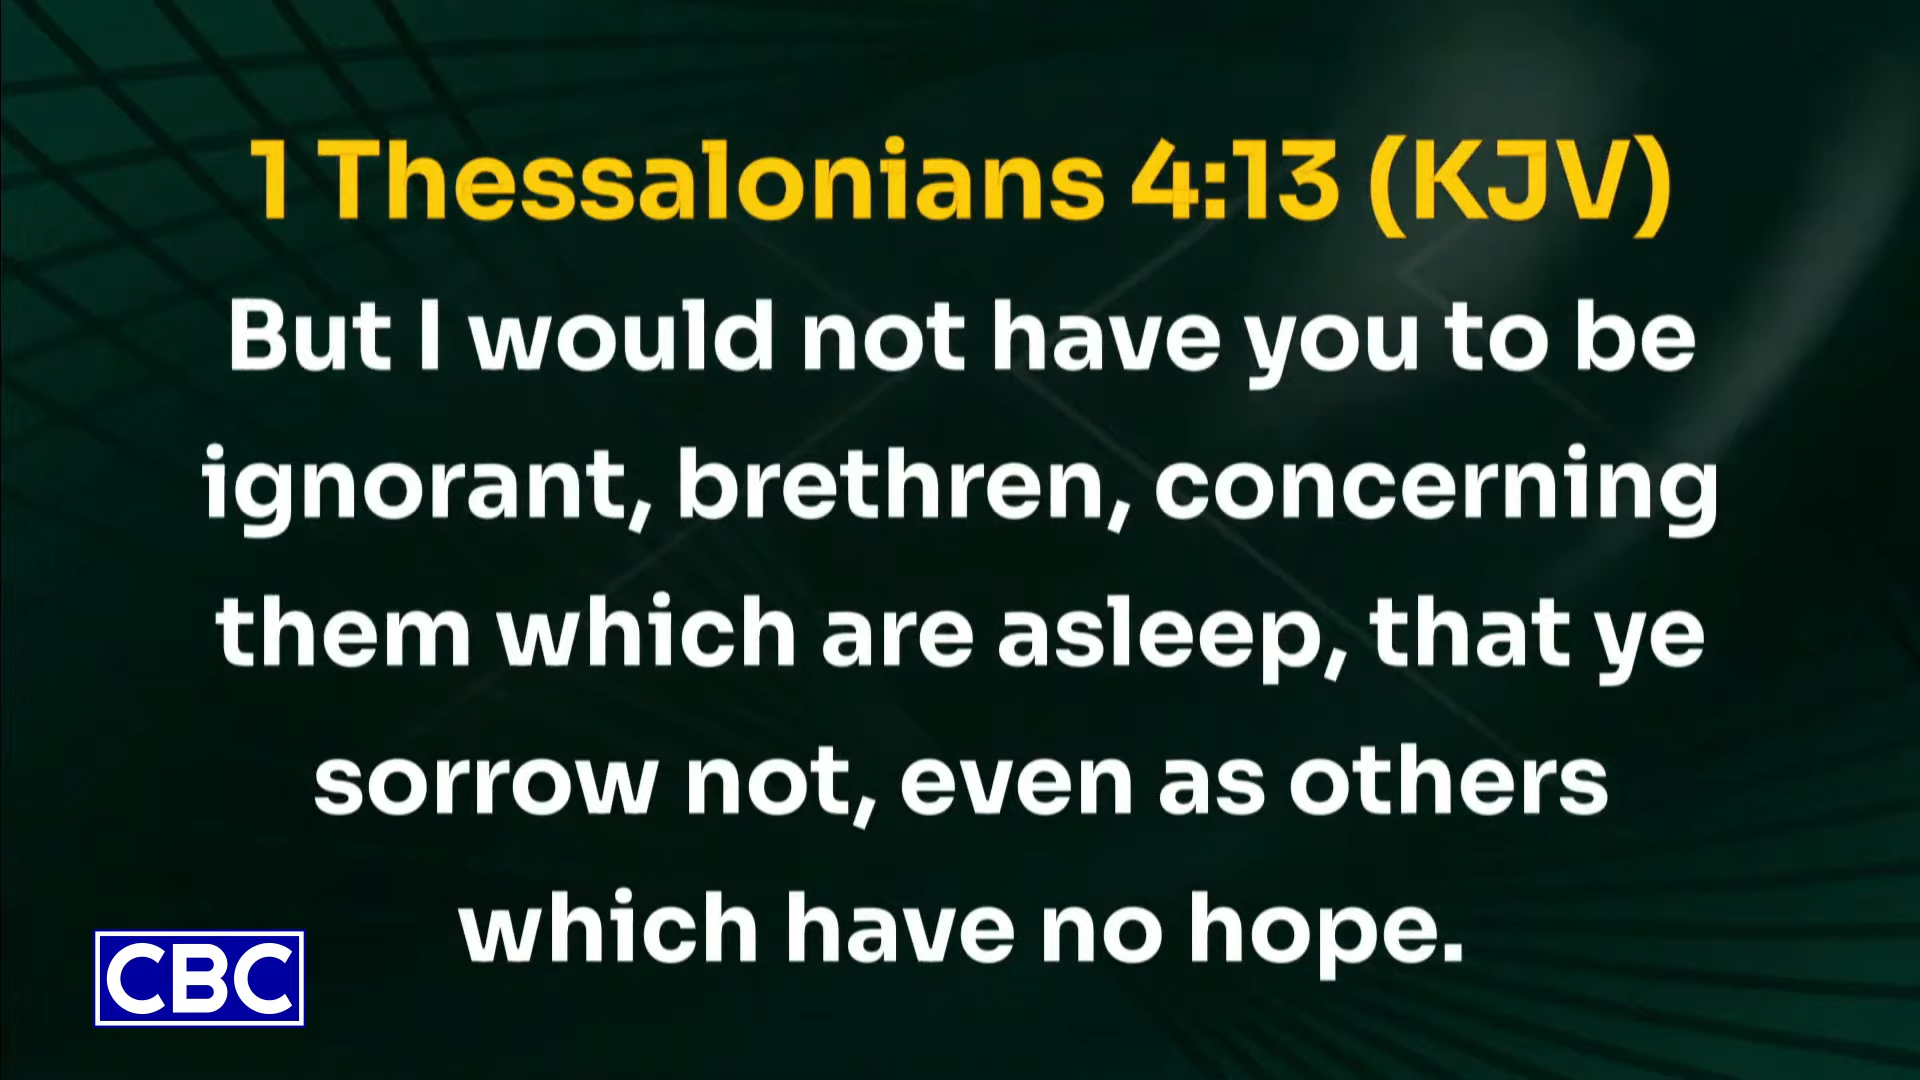 1 Thessalonians 4:13 (KJV)
But I would not have you to be
ignorant, brethren, concerning
them which are asleep, that ye
sorrow not, even as others
which have no hope.
CBC